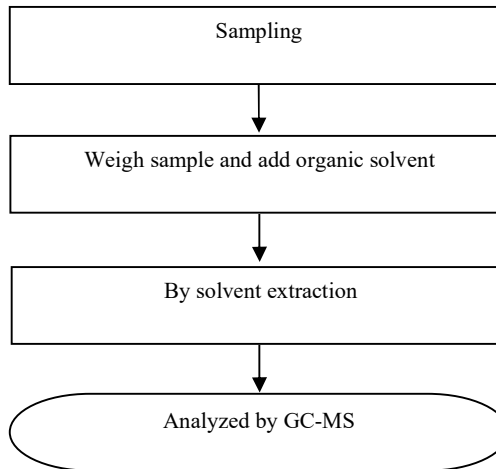 Sampling
Weigh sample and add organic solvent
By solvent extraction
Analyzed by GC-MS